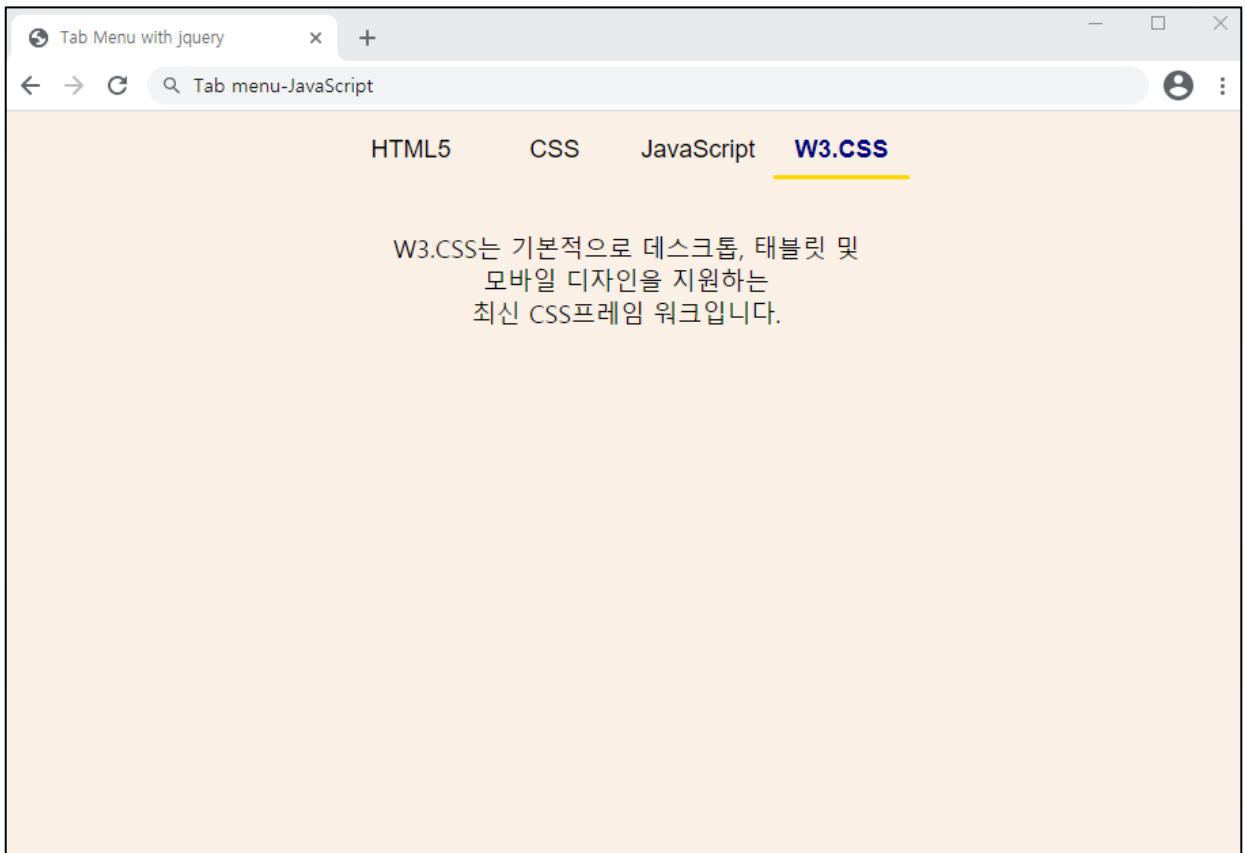 Tab Menu with jquery
Tab menu-JavaScript
HTML5 CSS JavaScript W3.CSS
W3.CSS는 기본적으로 데스크톱, 태블릿 및
모바일 디자인을 지원하는
최신 CSS프레임 워크입니다.